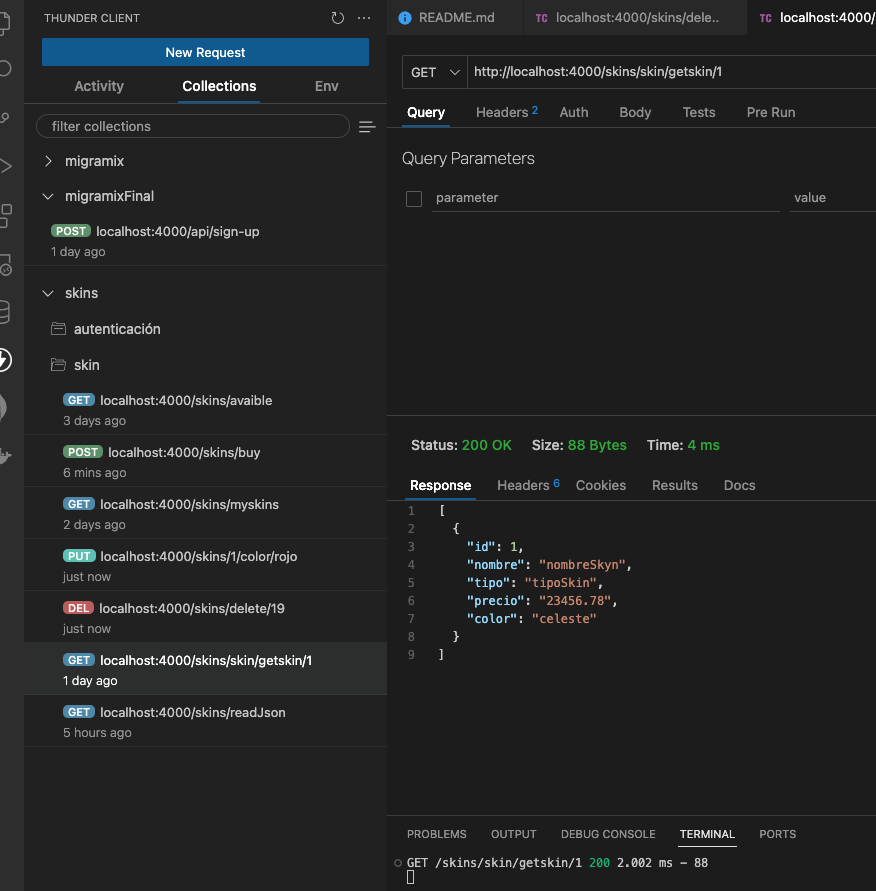 THUNDER CLIENT
New Request
Activity Collections Env
filter collections
migramix
migramixFinal
POST localhost:4000/api/sign-up
1 day ago
skins
autenticación
skin
GET localhost:4000/skins/avaible
3 days ago
POST localhost:4000/skins/buy
6 mins ago
GET localhost:4000/skins/myskins
2 days ago
PUT localhost:4000/skins/1/color/rojo
just now
DEL localhost:4000/skins/delete/19
just now
GET localhost:4000/skins/skin/getskin/1
1 day ago
GET localhost:4000/skins/readJson
5 hours ago
README.md TC localhost:4000/skins/dele.. TC localhost:4000/
GET http://localhost:4000/skins/skin/getskin/1
Query Headers 2 Auth Body Tests Pre Run
Query Parameters
parameter value
Status: 200 OK Size: 88 Bytes Time: 4 ms
Response Headers 6 Cookies Results Docs
1 [
2 {
3 "id": 1,
4 "nombre": "nombreSkyn",
5 "tipo": "tipoSkin",
6 "precio": "23456.78",
7 "color": "celeste"
8 }
9 ]
PROBLEMS OUTPUT DEBUG CONSOLE TERMINAL PORTS
GET /skins/skin/getskin/1 200 2.002 ms - 88